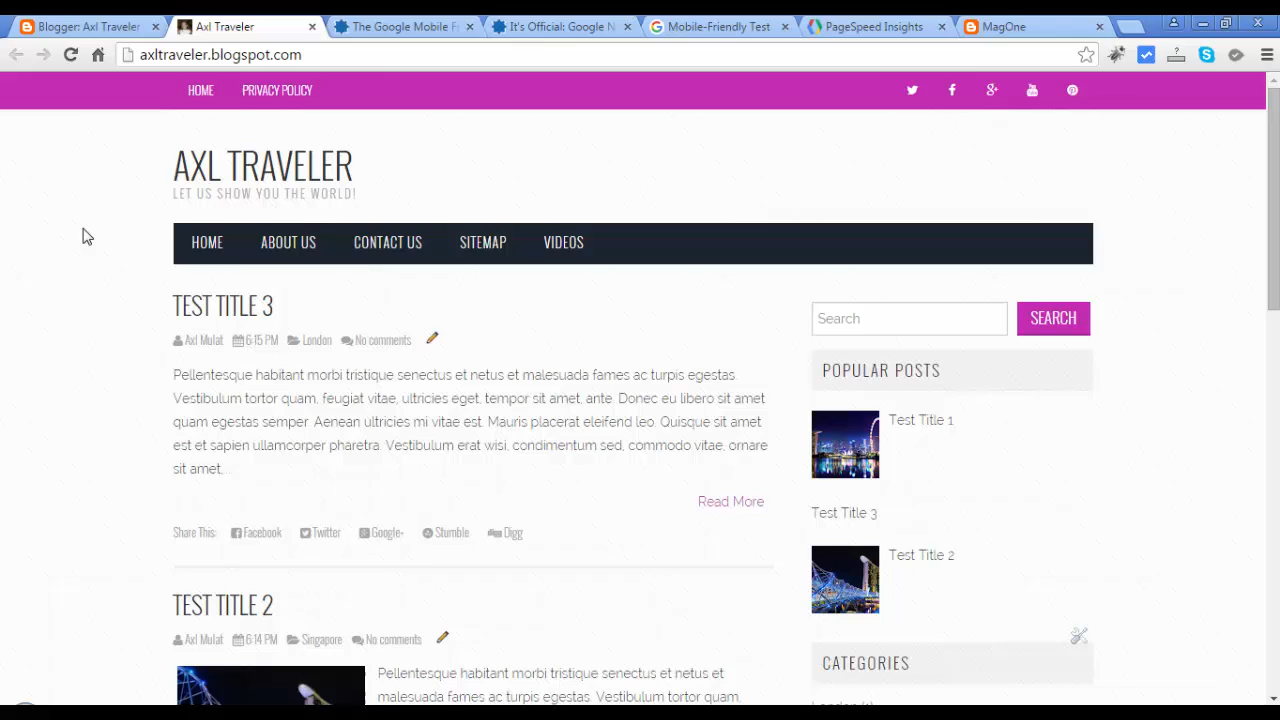 Blogger: Axl Traveler
Axl Traveler
The Google Mobile F
It's Official: Google N
Mobile-Friendly Test
PageSpeed Insights
MagOne
axltraveler.blogspot.com
HOME
PRIVACY POLICY
AXL TRAVELER
LET US SHOW YOU THE WORLD!
HOME
ABOUT US
CONTACT US
SITEMAP
VIDEOS
TEST TITLE 3
Axl Mulat 6:15 PM London No comments
Pellentesque habitant morbi tristique senectus et netus et malesuada fames ac turpis egestas.
Vestibulum tortor quam, feugiat vitae, ultricies eget, tempor sit amet, ante. Donec eu libero sit amet
quam egestas semper. Aenean ultricies mi vitae est. Mauris placerat eleifend leo. Quisque sit amet
est et sapien ullamcorper pharetra. Vestibulum erat wisi, condimentum sed, commodo vitae, ornare
sit amet,...
Read More
Share This: Facebook Twitter Google+ Stumble Digg
TEST TITLE 2
Axl Mulat 6:14 PM Singapore No comments
Pellentesque habitant morbi tristique senectus et netus et
malesuada fames ac turpis egestas. Vestibulum tortor quam,
Search
SEARCH
POPULAR POSTS
Test Title 1
Test Title 3
Test Title 2
CATEGORIES